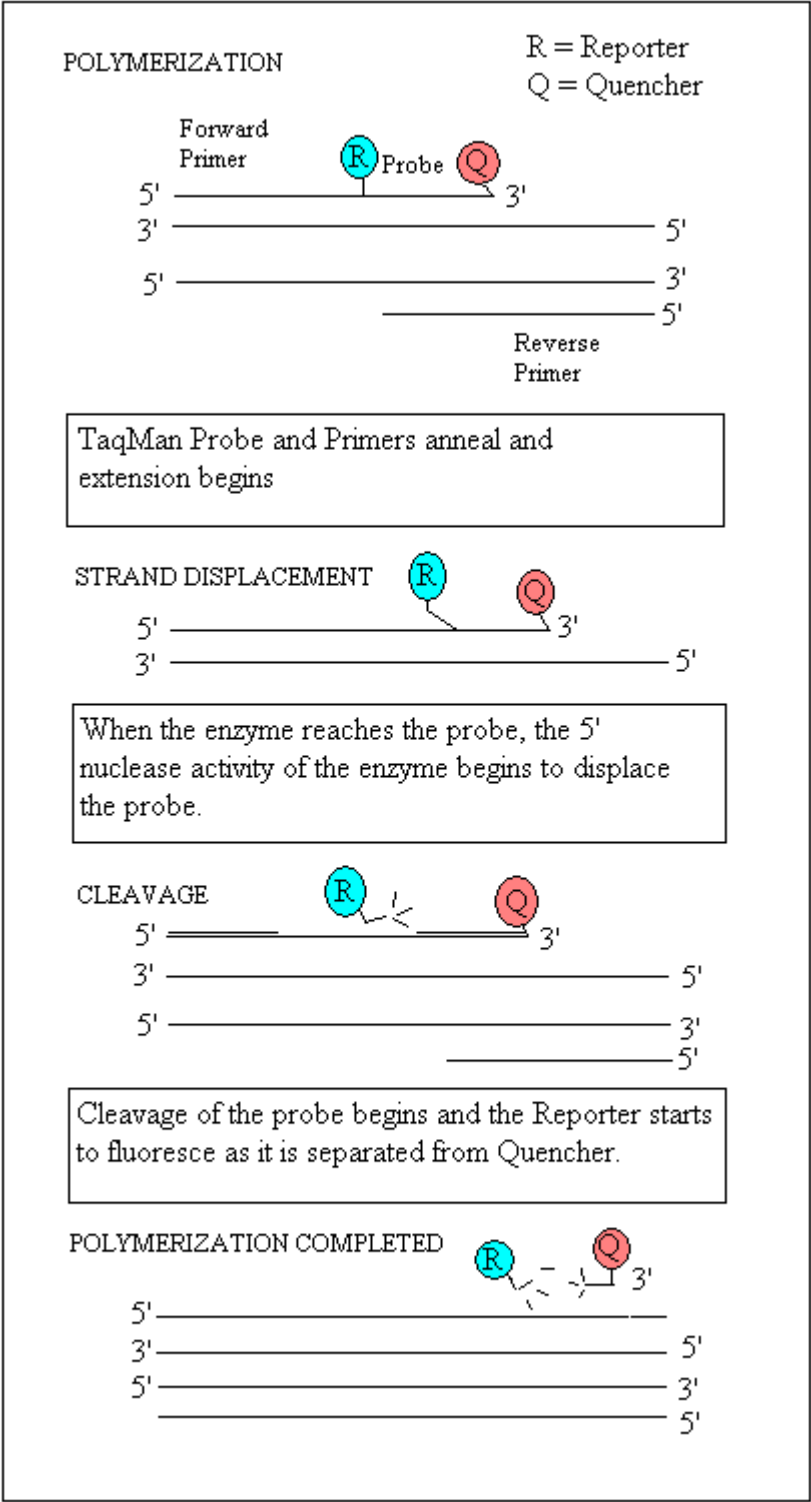 POLYMERIZATION
R = Reporter
Q = Quencher
Forward
Primer
R Probe Q
5' 3'
3' 5'
5' 3'
5'
Reverse
Primer
TaqMan Probe and Primers anneal and
extension begins
STRAND DISPLACEMENT R Q
5' 3'
3' 5'
When the enzyme reaches the probe, the 5'
nuclease activity of the enzyme begins to displace
the probe.
CLEAVAGE R Q
5' 3'
3' 5'
5' 3'
5'
Cleavage of the probe begins and the Reporter starts
to fluoresce as it is separated from Quencher.
POLYMERIZATION COMPLETED R Q
3'
5'
3' 5'
5' 3'
5'